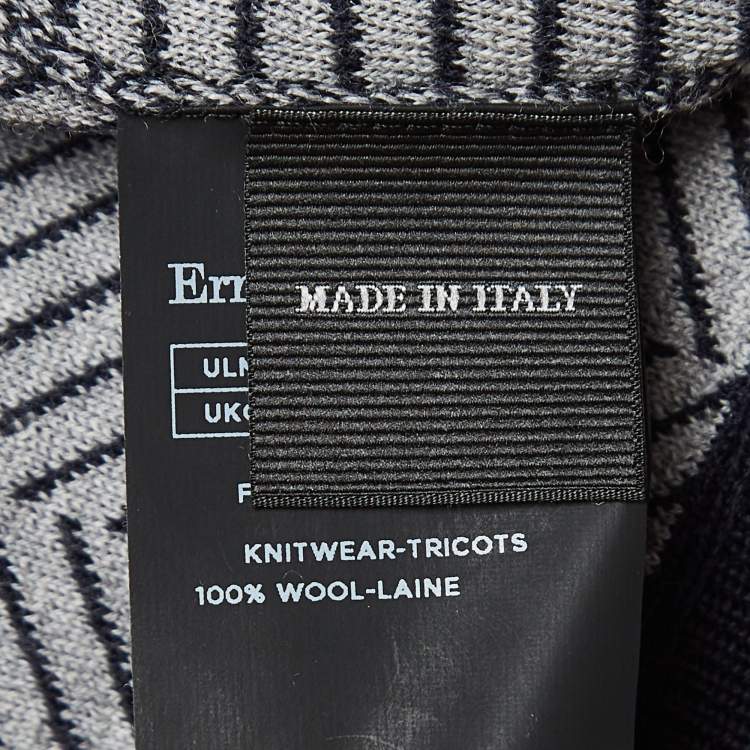 MADE IN ITALY
KNITWEAR-TRICOTS
100% WOOL-LAINE